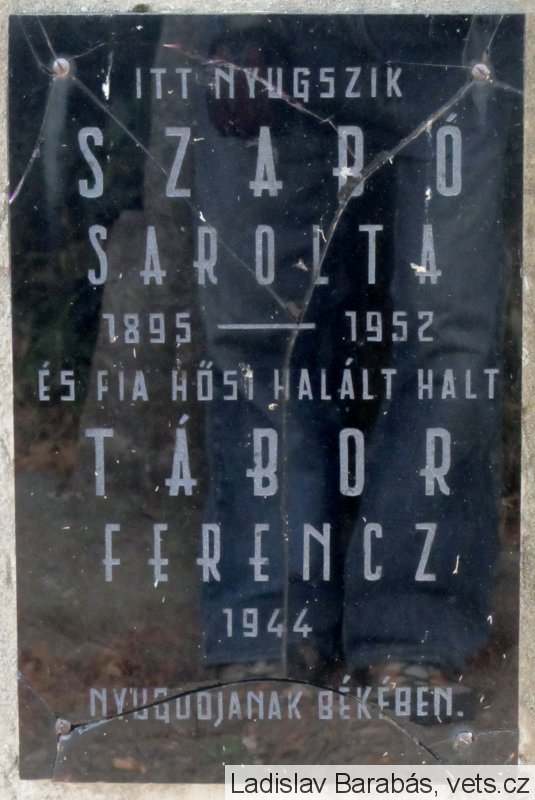 ITT NYUGSZIK
SZABÓ
SAROLTA
1895 — 1952
ÉS FIA HŐSI HALÁLT HALT
TÁBOR
FERENCZ
1944
NYUGODJANAK BÉKÉBEN.
Ladislav Barabás, vets.cz